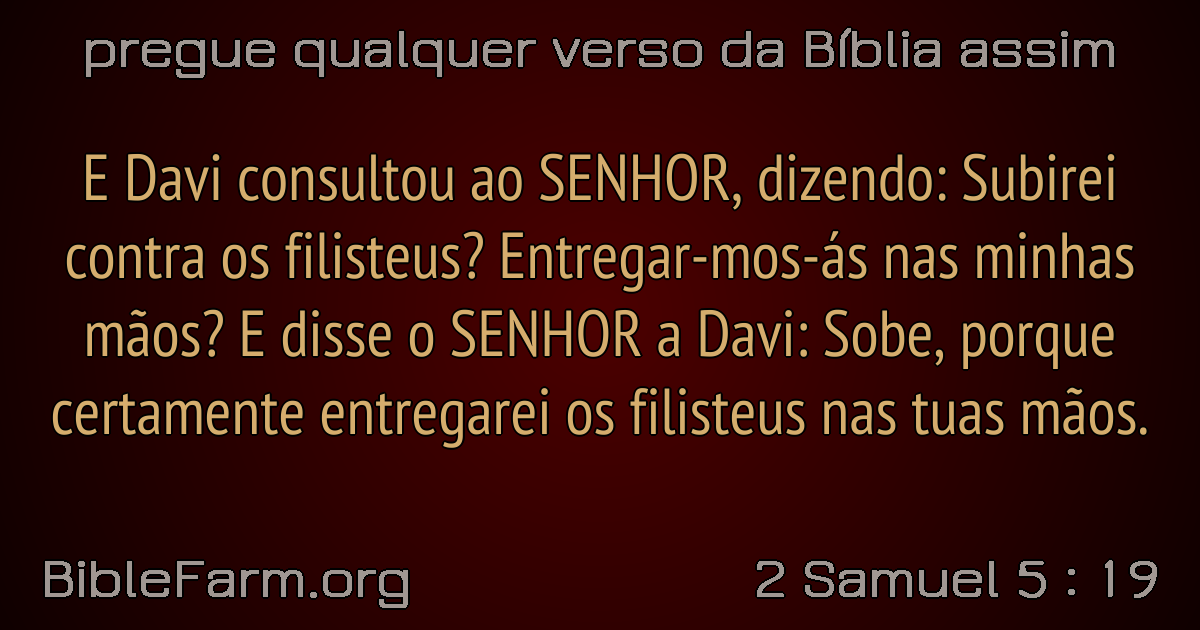 pregue qualquer verso da Bíblia assim
E Davi consultou ao SENHOR, dizendo: Subirei
contra os filisteus? Entregar-mos-ás nas minhas
mãos? E disse o SENHOR a Davi: Sobe, porque
certamente entregarei os filisteus nas tuas mãos.
BibleFarm.org
2 Samuel 5 : 19